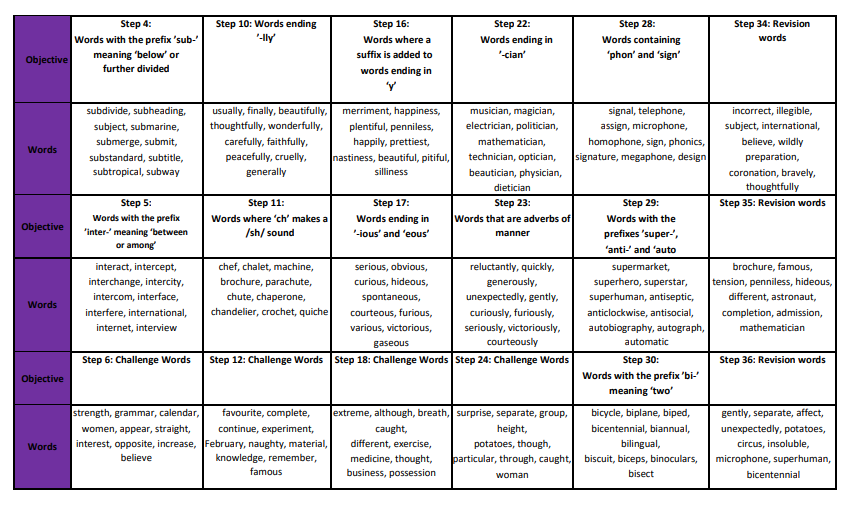 Objective
Step 4:
Words with the prefix ’sub-’
meaning ‘below’ or
further divided
Step 10: Words ending
’-lly’
Step 16:
Words where a
suffix is added to
words ending in
‘y’
Step 22:
Words ending in
’-cian’
Step 28:
Words containing
‘phon’ and ‘sign’
Step 34: Revision
words
Words
subdivide, subheading,
subject, submarine,
submerge, submit,
substandard, subtitle,
subtropical, subway
usually, finally, beautifully,
thoughtfully, wonderfully,
carefully, faithfully,
peacefully, cruelly,
generally
merriment, happiness,
plentiful, penniless,
happily, prettiest,
nastiness, beautiful, pitiful,
silliness
musician, magician,
electrician, politician,
mathematician,
technician, optician,
beautician, physician,
dietician
signal, telephone,
assign, microphone,
homophone, sign, phonics,
signature, megaphone, design
incorrect, illegible,
subject, international,
believe, wildly
preparation,
coronation, bravely,
thoughtfully
Objective
Step 5:
Words with the prefix
’inter-’ meaning ‘between
or among’
Step 11:
Words where ‘ch’ makes a
/sh/ sound
Step 17:
Words ending in
’-ious’ and ‘eous’
Step 23:
Words that are adverbs of
manner
Step 29:
Words with the
prefixes ’super-’,
‘anti-’ and ‘auto
Step 35: Revision words
Words
interact, intercept,
interchange, intercity,
intercom, interface,
interfere, international,
internet, interview
chef, chalet, machine,
brochure, parachute,
chute, chaperone,
chandelier, crochet, quiche
serious, obvious,
curious, hideous,
spontaneous,
courteous, furious,
various, victorious,
gaseous
reluctantly, quickly,
generously,
unexpectedly, gently,
curiously, furiously,
seriously, victoriously,
courteously
supermarket,
superhero, superstar,
superhuman, antiseptic,
anticlockwise, antisocial,
autobiography, autograph,
automatic
brochure, famous,
tension, penniless, hideous,
different, astronaut,
completion, admission,
mathematician
Objective
Step 6: Challenge Words
Step 12: Challenge Words
Step 18: Challenge Words
Step 24: Challenge Words
Step 30:
Words with the prefix ’bi-’
meaning ‘two’
Step 36: Revision words
Words
strength, grammar, calendar,
women, appear, straight,
interest, opposite, increase,
believe
favourite, complete,
continue, experiment,
February, naughty, material,
knowledge, remember,
famous
extreme, although, breath,
caught,
different, exercise,
medicine, thought,
business, possession
surprise, separate, group,
height,
potatoes, though,
particular, through, caught,
woman
bicycle, biplane, biped,
bicentennial, biannual,
bilingual,
biscuit, biceps, binoculars,
bisect
gently, separate, affect,
unexpectedly, potatoes,
circus, insoluble,
microphone, superhuman,
bicentennial